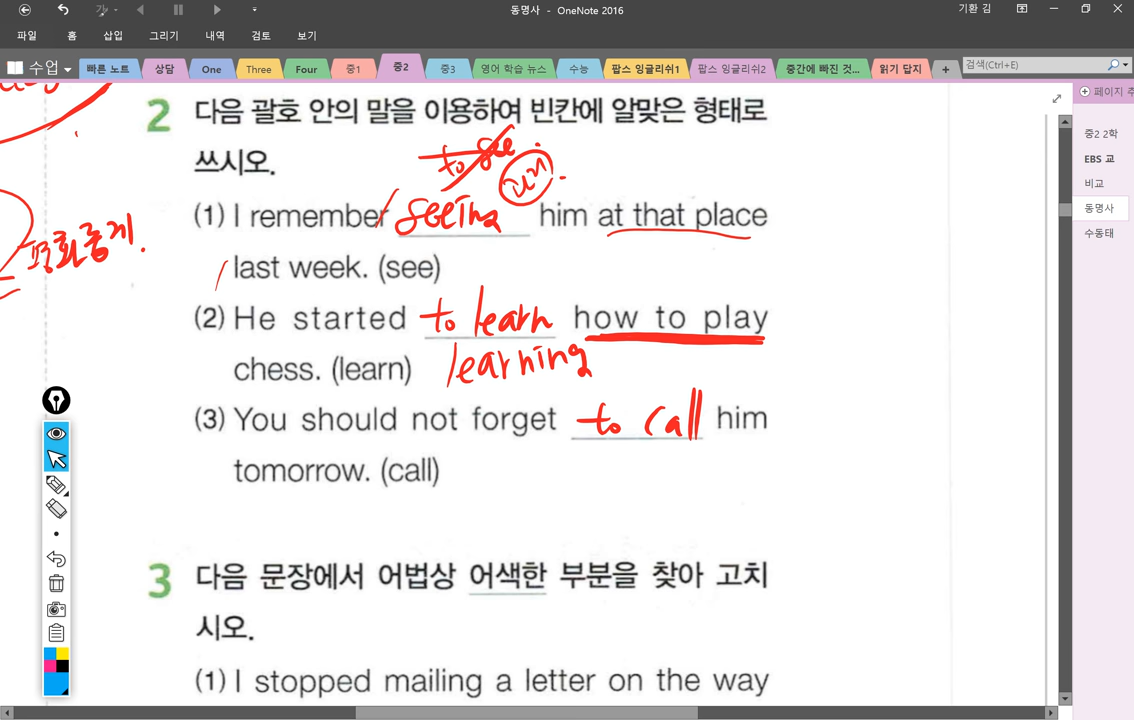 동명사 - OneNote 2016
기환 김
파일 홈 삽입 그리기 내역 검토 보기
수업 빠른 노트 상담 One Three Four 중1 중2 중3 영어 학습 뉴스 수능 팝스 잉글리쉬1 팝스 잉글리쉬2 중간에 빠진 것... 읽기 답지 + 검색(Ctrl+E)
페이지 추
중2 2학
EBS 교
비교
동명사
수동태
2 다음 괄호 안의 말을 이용하여 빈칸에 알맞은 형태로
쓰시오.
to see
(1) I remember seeing him at that place
last week. (see)
(2) He started to learn how to play
chess. (learn) learning
(3) You should not forget to call him
tomorrow. (call)
3 다음 문장에서 어법상 어색한 부분을 찾아 고치
시오.
(1) I stopped mailing a letter on the way